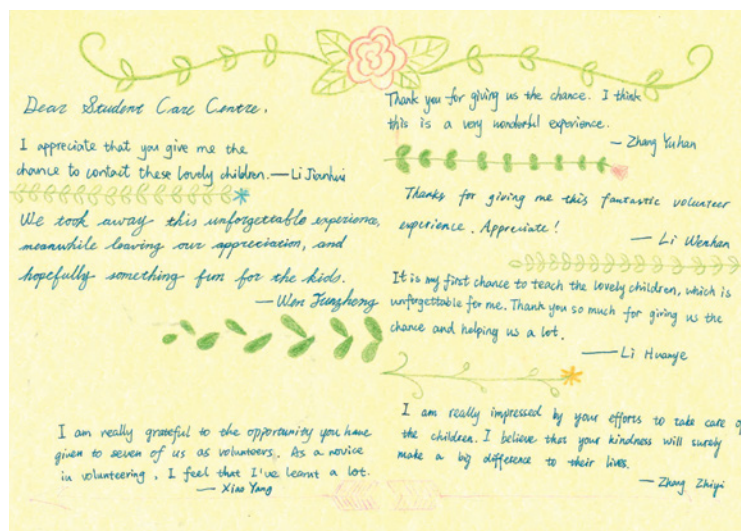 Dear Student Care Centre,
I appreciate that you give me the
chance to contact these lovely children.—Li Jianhui
We took away this unforgettable experience,
meanwhile leaving our appreciation, and
hopefully something fun for the kids.
—Wen Junzheng
I am really grateful to the opportunity you have
given to seven of us as volunteers. As a novice
in volunteering, I feel that I've learnt a lot.
— Xiao Yang
Thank you for giving us the chance. I think
this is a very wonderful experience.
— Zhang Yuhan
Thanks for giving me this fantastic volunteer
experience. Appreciate!
— Li Wenhan
It is my first chance to teach the lovely children, which is
unforgettable for me. Thank you so much for giving us the
chance and helping us a lot.
— Li Huanye
I am really impressed by your efforts to take care of
the children. I believe that your kindness will surely
make a big difference to their lives.
— Zhang Zhiyi